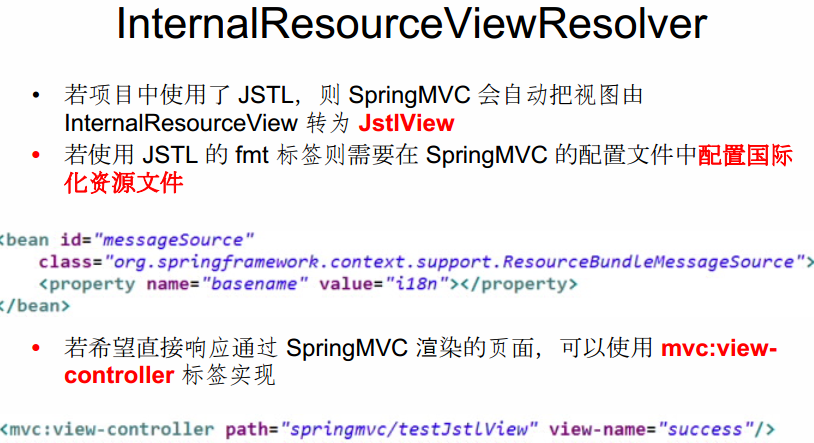 InternalResourceViewResolver
• 若项目中使用了 JSTL，则 SpringMVC 会自动把视图由
InternalResourceView 转为 JstlView
• 若使用 JSTL 的 fmt 标签则需要在 SpringMVC 的配置文件中配置国际
化资源文件
<bean id="messageSource"
class="org.springframework.context.support.ResourceBundleMessageSource">
<property name="basename" value="i18n"></property>
</bean>
• 若希望直接响应通过 SpringMVC 渲染的页面，可以使用 mvc:view-
controller 标签实现
<mvc:view-controller path="springmvc/testJstlView" view-name="success"/>